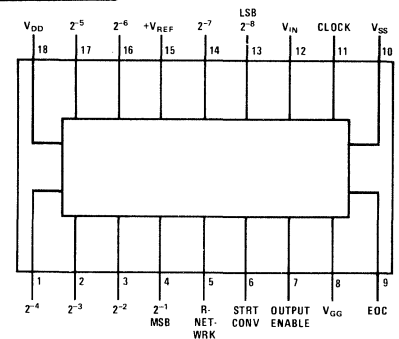 LSB
V_DD 2^-5 2^-6 +V_REF 2^-7 2^-8 V_IN CLOCK V_SS
18 17 16 15 14 13 12 11 10
1 2 3 4 5 6 7 8 9
2^-4 2^-3 2^-2 2^-1 R- STRT OUTPUT V_GG EOC
MSB NET- CONV ENABLE
WRK